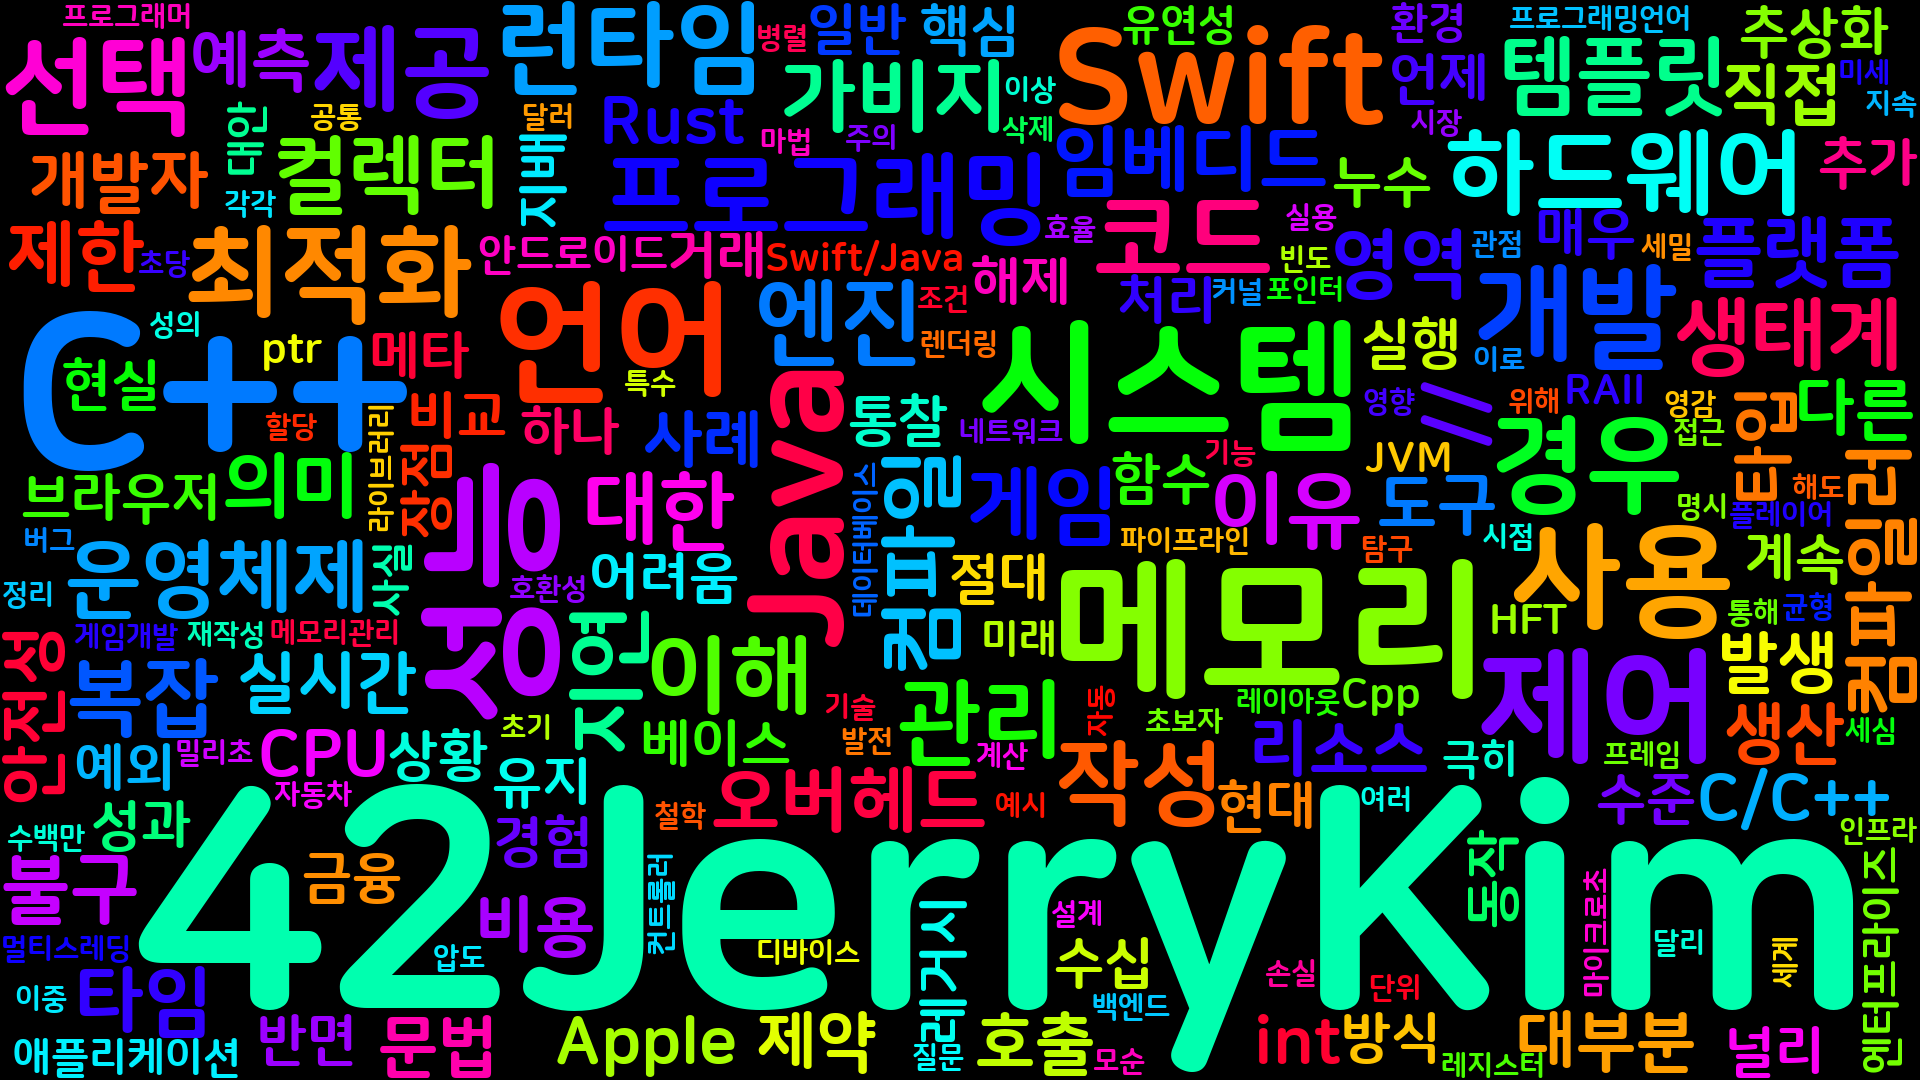 프로그래머
선택
예측
제공
런타임
병렬
일반
핵심
Swift
유연성
환경
프로그래밍언어
추상화
언제
템플릿
직접
미세
지속
시장
가비지
이상
삭제
Rust
마법
주의
달러
공통
대안
개발자
컬렉터
지배
각각
프로그래밍
임베디드
누수
하드웨어
추가
코드
실용
효율
제한
초당
최적화
안드로이드
거래
Swift/Java
해제
조건
처리
커널
포인터
빈도
영역
관점
매우
세밀
플랫폼
개발
생태계
언어
엔진
렌더링
시스템
실행
이로
C++
성의
ptr
메타
현실
특수
할당
라이브러리
비교
장점
하나
사례
Java
통찰
네트워크
영향
RAII
위해
영감
접근
타입
다른
경우
JVM
기능
함수
이유
도구
게임
컴파일
데이터베이스
브라우저
의미
대한
성능
버그
운영체제
사실
호환성
어려움
절대
파이프라인
탐구
시점
명시
플레이어
해도
컴파일러
계속
사용
정리
게임개발
재작성
메모리관리
지연
이해
미래
메모리
HFT
통해
균형
안전성
복잡
실시간
관리
레이아웃
Cpp
제어
발생
예외
밀리초
CPU
상황
초기
베이스
기술
발전
계산
자동
초보자
리소스
극히
프레임
생산
세심
자동차
유지
철학
오버헤드
예시
작성
현대
여러
수준
C/C++
인프라
수백만
성과
42JerryKim
경험
불구
금융
비용
컨트롤러
레거시
설계
동작
마이크로초
엔터프라이즈
멀티스레딩
타임
압도
디바이스
수십
손실
단위
달리
세계
이중
애플리케이션
반면
문법
Apple
제약
질문
호출
백엔드
모순
int
방식
레지스터
대부분
널리